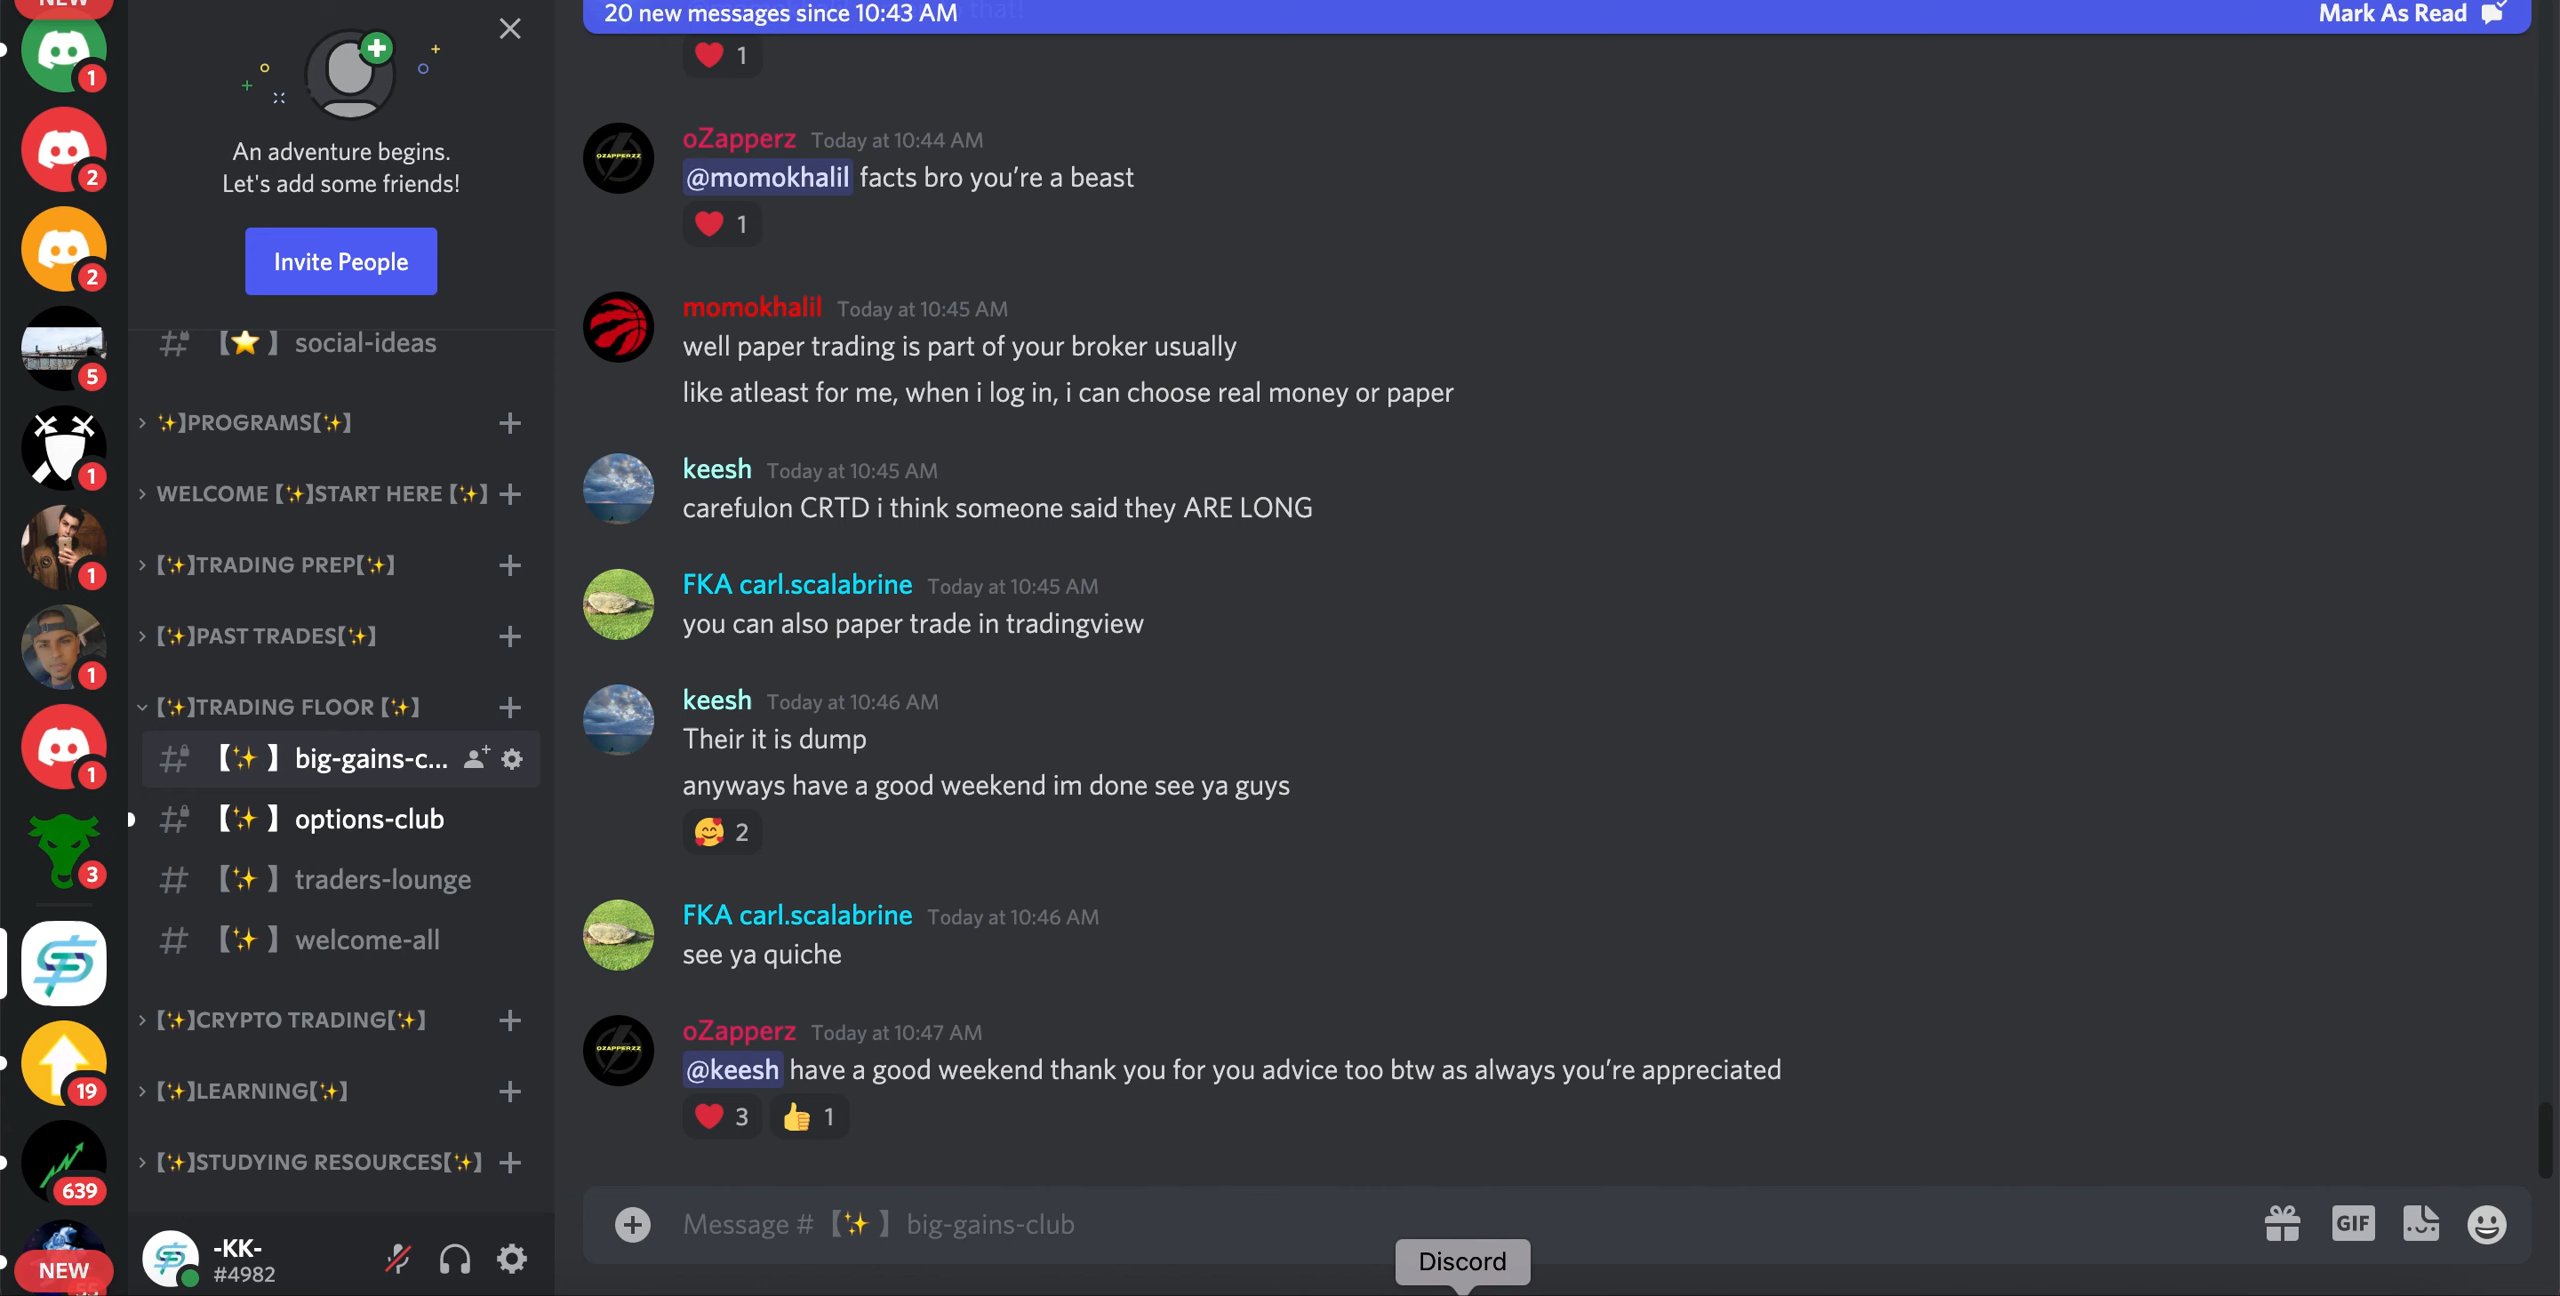 NEW
1
2
2
5
1
1
1
1
3
19
639
NEW
An adventure begins.
Let's add some friends!
Invite People
【⭐】social-ideas
✨】PROGRAMS【✨】
WELCOME【✨】START HERE【✨】
【✨】TRADING PREP【✨】
【✨】PAST TRADES【✨】
【✨】TRADING FLOOR【✨】
【✨】big-gains-c...
【✨】options-club
【✨】traders-lounge
【✨】welcome-all
【✨】CRYPTO TRADING【✨】
【✨】LEARNING【✨】
【✨】STUDYING RESOURCES【✨】
-KK-
#4982
20 new messages since 10:43 AM Mark As Read
that!
❤️ 1
OZAPPERZZ
oZapperz Today at 10:44 AM
@momokhalil facts bro you’re a beast
❤️ 1
momokhalil Today at 10:45 AM
well paper trading is part of your broker usually
like atleast for me, when i log in, i can choose real money or paper
keesh Today at 10:45 AM
carefulon CRTD i think someone said they ARE LONG
FKA carl.scalabrine Today at 10:45 AM
you can also paper trade in tradingview
keesh Today at 10:46 AM
Their it is dump
anyways have a good weekend im done see ya guys
🥰 2
FKA carl.scalabrine Today at 10:46 AM
see ya quiche
OZAPPERZZ
oZapperz Today at 10:47 AM
@keesh have a good weekend thank you for you advice too btw as always you’re appreciated
❤️ 3 👍 1
Message #【✨】big-gains-club
GIF
Discord